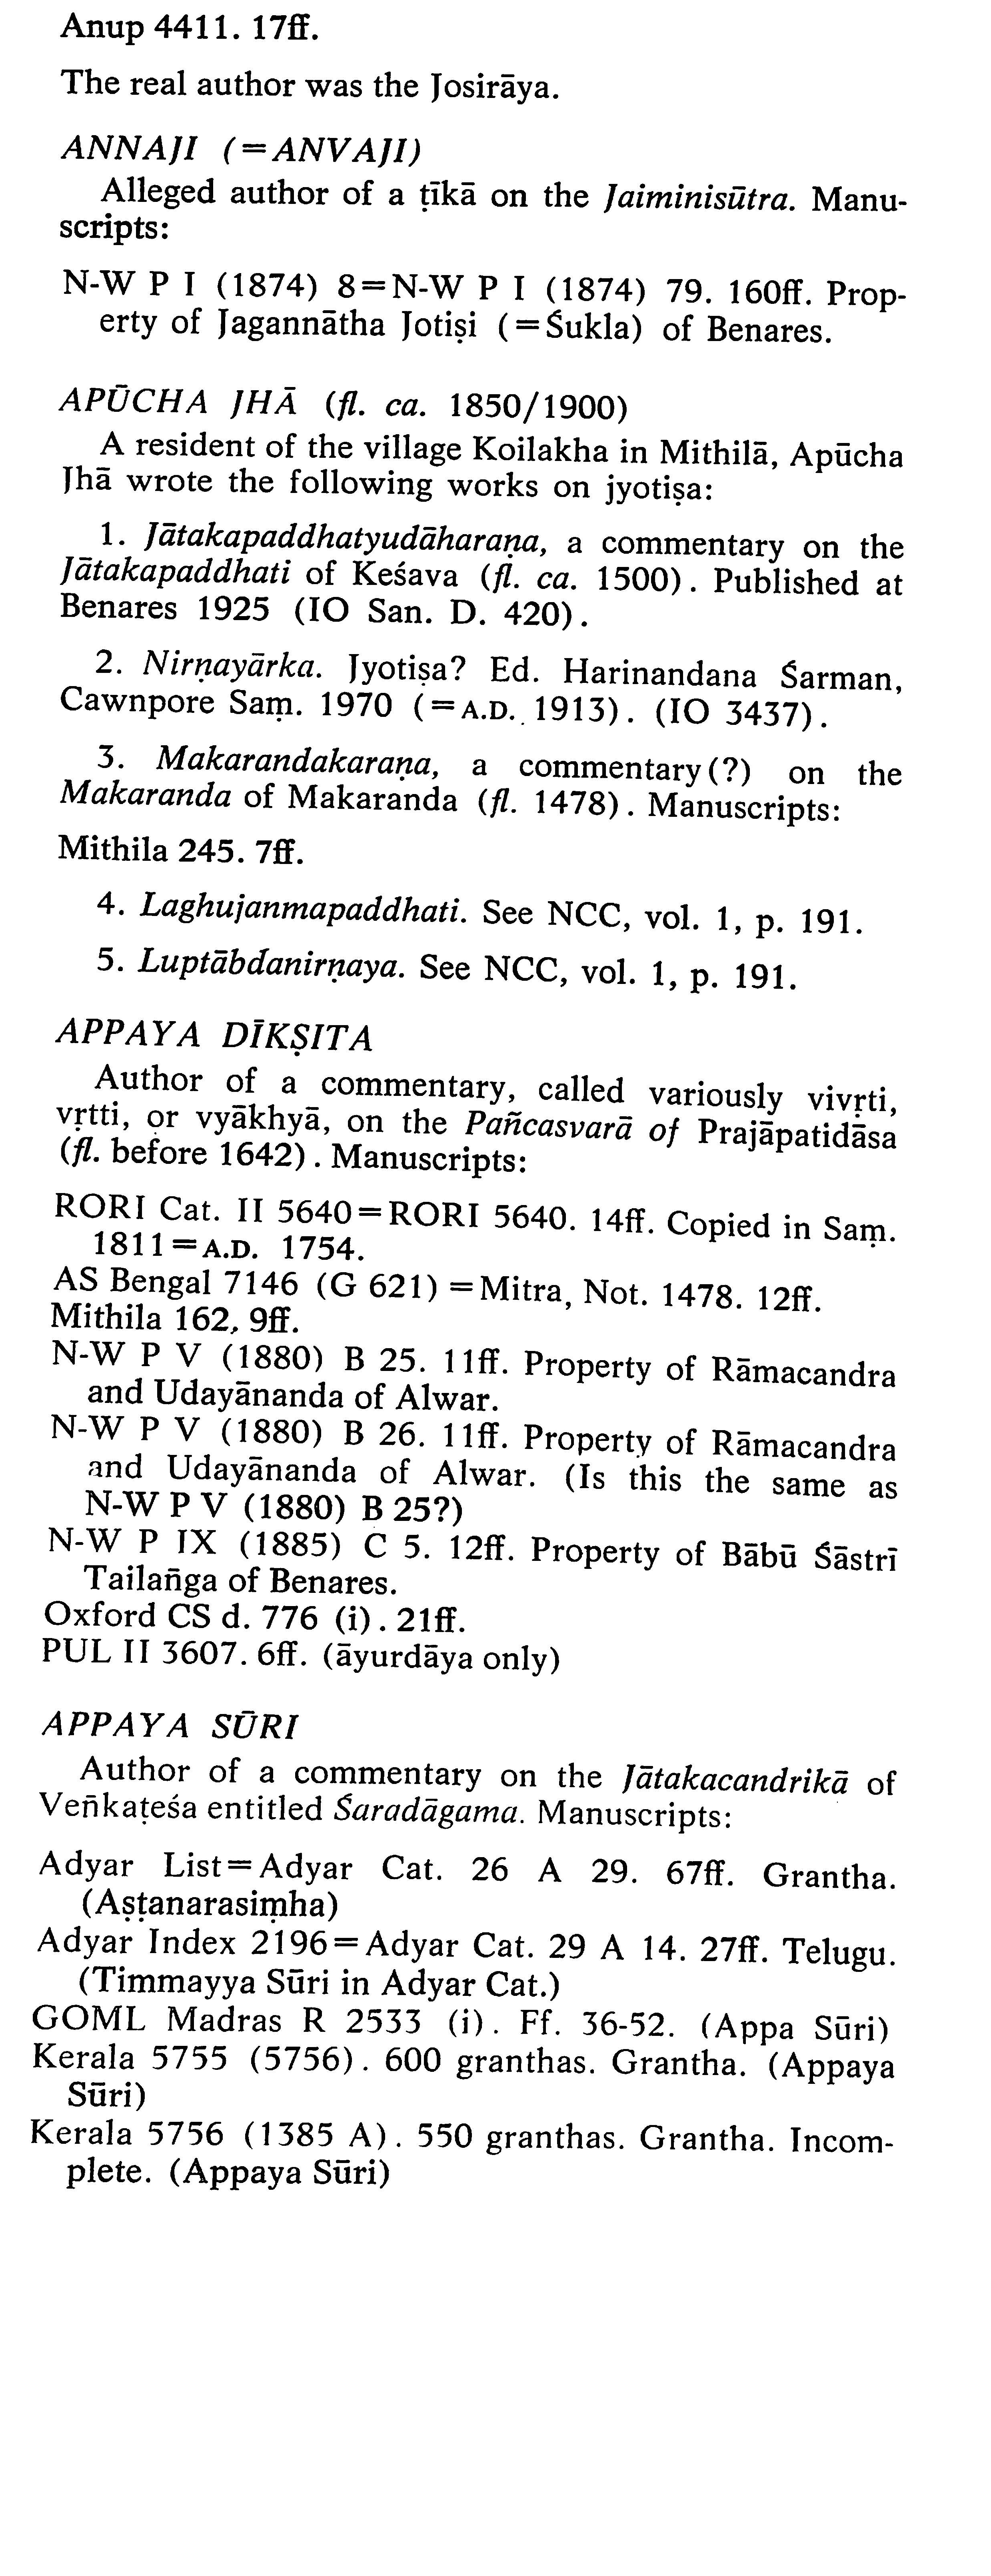 Anup 4411. 17ff.
The real author was the Josirāya.
ANNAJI (=ANVAJI)
Alleged author of a ṭīkā on the Jaiminisūtra. Manu-
scripts:
N-W P I (1874) 8=N-W P I (1874) 79. 160ff. Prop-
erty of Jagannātha Jotiṣi (=Śukla) of Benares.
APŪCHA JHĀ (fl. ca. 1850/1900)
A resident of the village Koilakha in Mithilā, Apūcha
Jhā wrote the following works on jyotiṣa:
1. Jātakapaddhatyudāharaṇa, a commentary on the
Jātakapaddhati of Keśava (fl. ca. 1500). Published at
Benares 1925 (IO San. D. 420).
2. Nirṇayārka. Jyotiṣa? Ed. Harinandana Śarman,
Cawnpore Saṃ. 1970 (=A.D. 1913). (IO 3437).
3. Makarandakaraṇa, a commentary(?) on the
Makaranda of Makaranda (fl. 1478). Manuscripts:
Mithila 245. 7ff.
4. Laghujanmapaddhati. See NCC, vol. 1, p. 191.
5. Luptābdanirṇaya. See NCC, vol. 1, p. 191.
APPAYA DĪKṢITA
Author of a commentary, called variously vivṛti,
vṛtti, or vyākhyā, on the Pañcasvarā of Prajāpatidāsa
(fl. before 1642). Manuscripts:
RORI Cat. II 5640=RORI 5640. 14ff. Copied in Saṃ.
1811=A.D. 1754.
AS Bengal 7146 (G 621)=Mitra, Not. 1478. 12ff.
Mithila 162, 9ff.
N-W P V (1880) B 25. 11ff. Property of Rāmacandra
and Udayānanda of Alwar.
N-W P V (1880) B 26. 11ff. Property of Rāmacandra
and Udayānanda of Alwar. (Is this the same as
N-W P V (1880) B 25?)
N-W P IX (1885) C 5. 12ff. Property of Bābū Śāstrī
Tailañga of Benares.
Oxford CS d. 776 (i). 21ff.
PUL II 3607. 6ff. (āyurdāya only)
APPAYA SŪRI
Author of a commentary on the Jātakacandrikā of
Veñkaṭeśa entitled Śaradāgama. Manuscripts:
Adyar List=Adyar Cat. 26 A 29. 67ff. Grantha.
(Aṣṭanarasiṃha)
Adyar Index 2196=Adyar Cat. 29 A 14. 27ff. Telugu.
(Timmayya Sūri in Adyar Cat.)
GOML Madras R 2533 (i). Ff. 36-52. (Appa Sūri)
Kerala 5755 (5756). 600 granthas. Grantha. (Appaya
Sūri)
Kerala 5756 (1385 A). 550 granthas. Grantha. Incom-
plete. (Appaya Sūri)